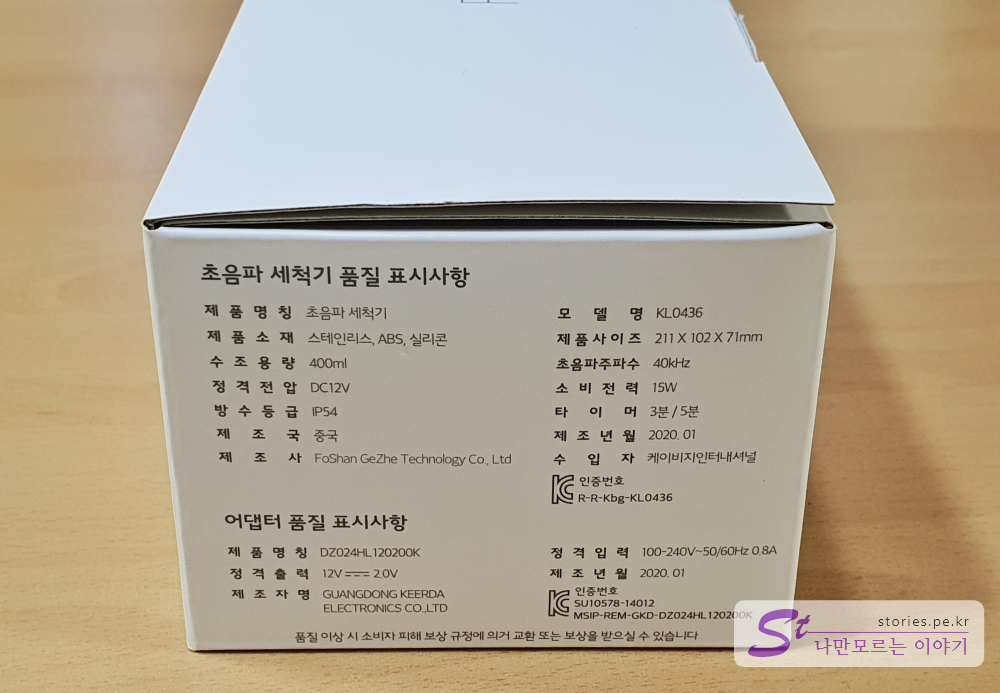 초음파 세척기 품질 표시사항
제 품 명 칭 초음파 세척기
모 델 명 KL0436
제 품 소 재 스테인리스, ABS, 실리콘
제품사이즈 211 X 102 X 71mm
수 조 용 량 400ml
초음파주파수 40kHz
정 격 전 압 DC12V
소 비 전 력 15W
방 수 등 급 IP54
타 이 머 3분 / 5분
제 조 국 중국
제 조 년 월 2020. 01
제 조 사 FoShan GeZhe Technology Co., Ltd
수 입 자 케이비지인터내셔널
인증번호
R-R-Kbg-KL0436
어댑터 품질 표시사항
제 품 명 칭 DZ024HL120200K
정 격 입 력 100-240V~50/60Hz 0.8A
정 격 출 력 12V 2.0V
제 조 년 월 2020. 01
제 조 자 명 GUANGDONG KEERDA
ELECTRONICS CO.,LTD
인증번호
SU10578-14012
MSIP-REM-GKD-DZ024HL120200K
품질 이상 시 소비자 피해 보상 규정에 의거 교환 또는 보상을 받으실 수 있습니다
St stories.pe.kr
나만모르는 이야기